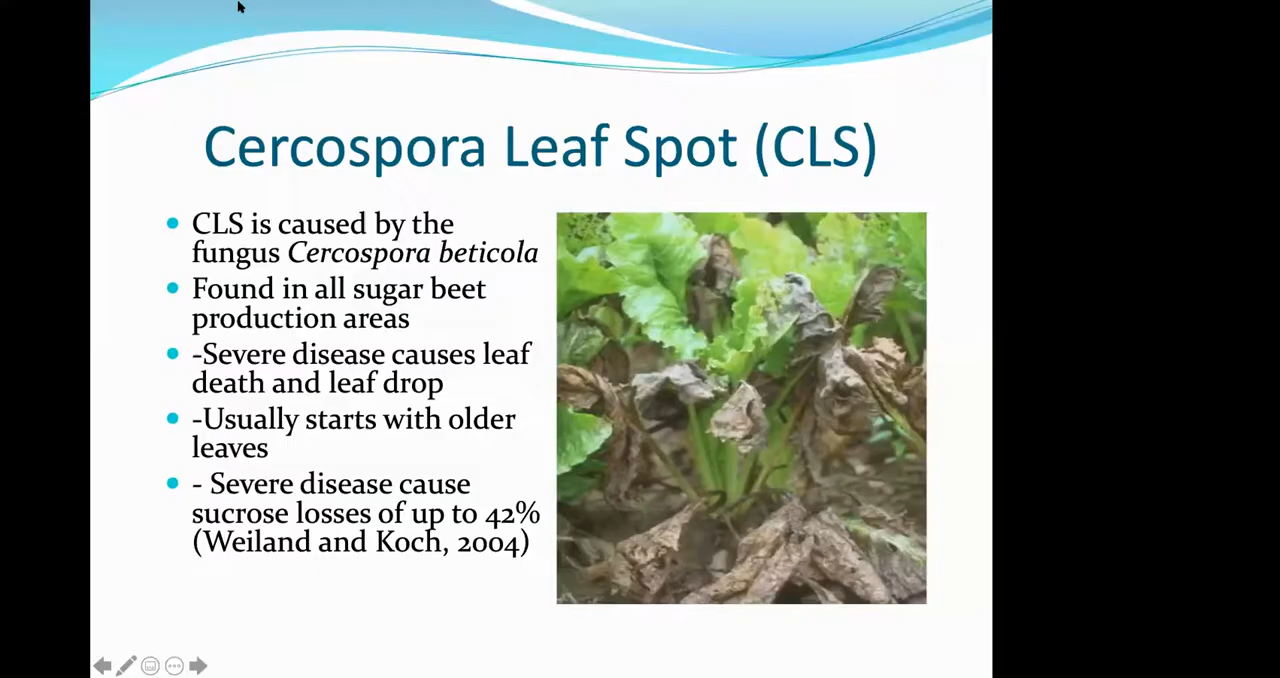 Cercospora Leaf Spot (CLS)
CLS is caused by the
fungus Cercospora beticola
Found in all sugar beet
production areas
-Severe disease causes leaf
death and leaf drop
-Usually starts with older
leaves
- Severe disease cause
sucrose losses of up to 42%
(Weiland and Koch, 2004)